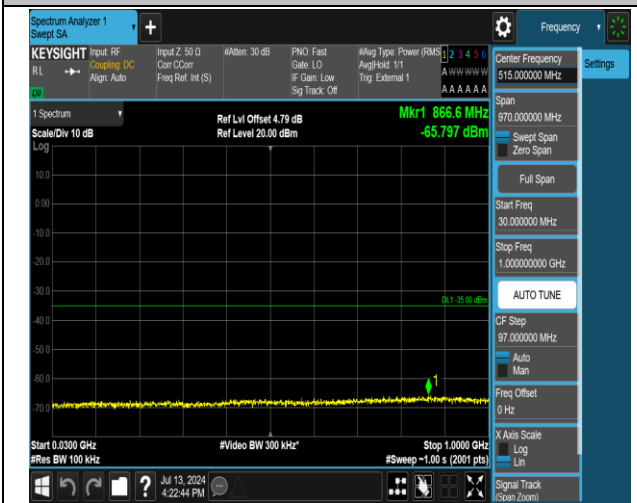 Spectrum Analyzer 1
Swept SA
+
Frequency
KEYSIGHT
RL
LXI
Input: RF
Coupling: DC
Align: Auto
Input Z: 50 Ω
Corr CCorr
Freq Ref: Int (S)
#Atten: 30 dB
PNO: Fast
Gate: LO
IF Gain: Low
Sig Track: Off
#Avg Type: Power (RMS
Avg|Hold: 1/1
Trig: External 1
1 2 3 4 5 6
A W W W W W
A A A A A A
1 Spectrum
Scale/Div 10 dB
Log
Ref Lvl Offset 4.79 dB
Ref Level 20.00 dBm
Mkr1 866.6 MHz
-65.797 dBm
10.0
0.00
-10.0
-20.0
-30.0
DL1 -35.00 dBm
-40.0
-50.0
-60.0
1
-70.0
Start 0.0300 GHz
#Res BW 100 kHz
#Video BW 300 kHz*
Stop 1.0000 GHz
#Sweep ~1.00 s (2001 pts)
?
Jul 13, 2024
4:22:44 PM
Center Frequency
515.000000 MHz
Settings
Span
970.000000 MHz
Swept Span
Zero Span
Full Span
Start Freq
30.000000 MHz
Stop Freq
1.000000000 GHz
AUTO TUNE
CF Step
97.000000 MHz
Auto
Man
Freq Offset
0 Hz
X Axis Scale
Log
Lin
Signal Track
(Span Zoom)